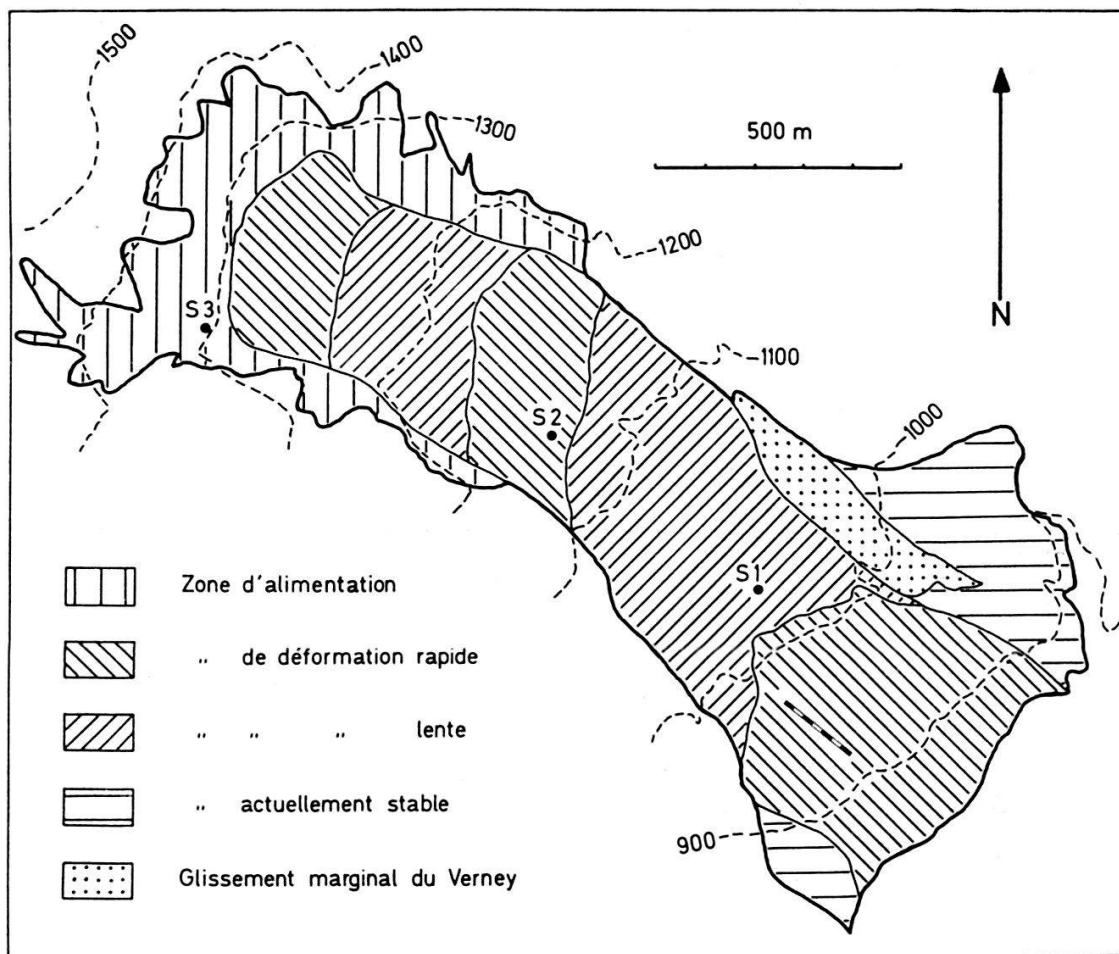 1500
1400
1300
500 m
1200
N
S3
1100
S2
1000
S1
Zone d'alimentation
„ de déformation rapide
„ „ „ lente
„ actuellement stable
900
Glissement marginal du Verney